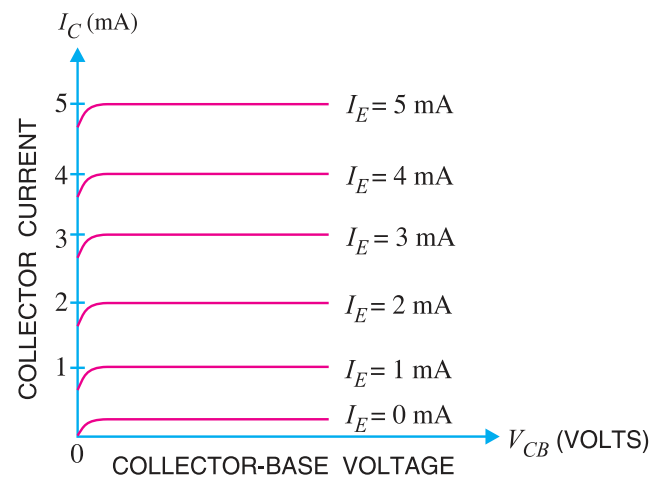 I_C (mA)
5
4
3
2
1
0
COLLECTOR CURRENT
I_E = 5 mA
I_E = 4 mA
I_E = 3 mA
I_E = 2 mA
I_E = 1 mA
I_E = 0 mA
V_CB (VOLTS)
COLLECTOR-BASE VOLTAGE